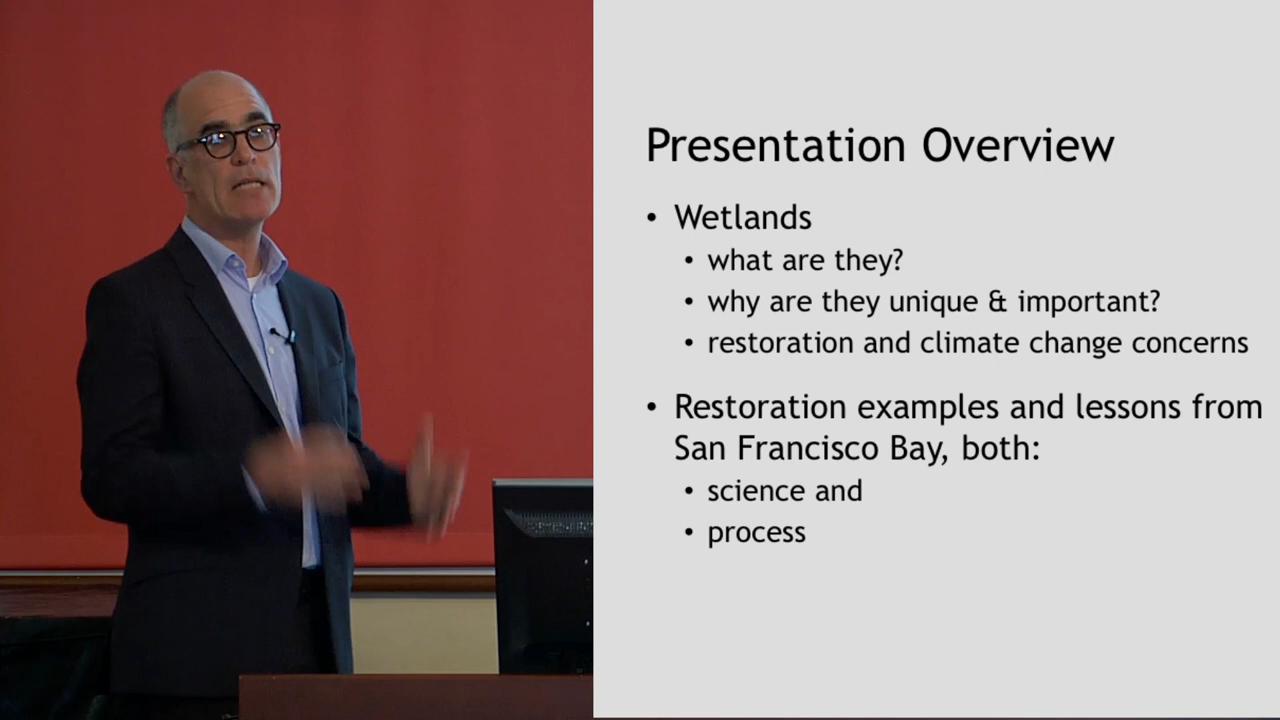 Presentation Overview
• Wetlands
• what are they?
• why are they unique & important?
• restoration and climate change concerns
• Restoration examples and lessons from
San Francisco Bay, both:
• science and
• process